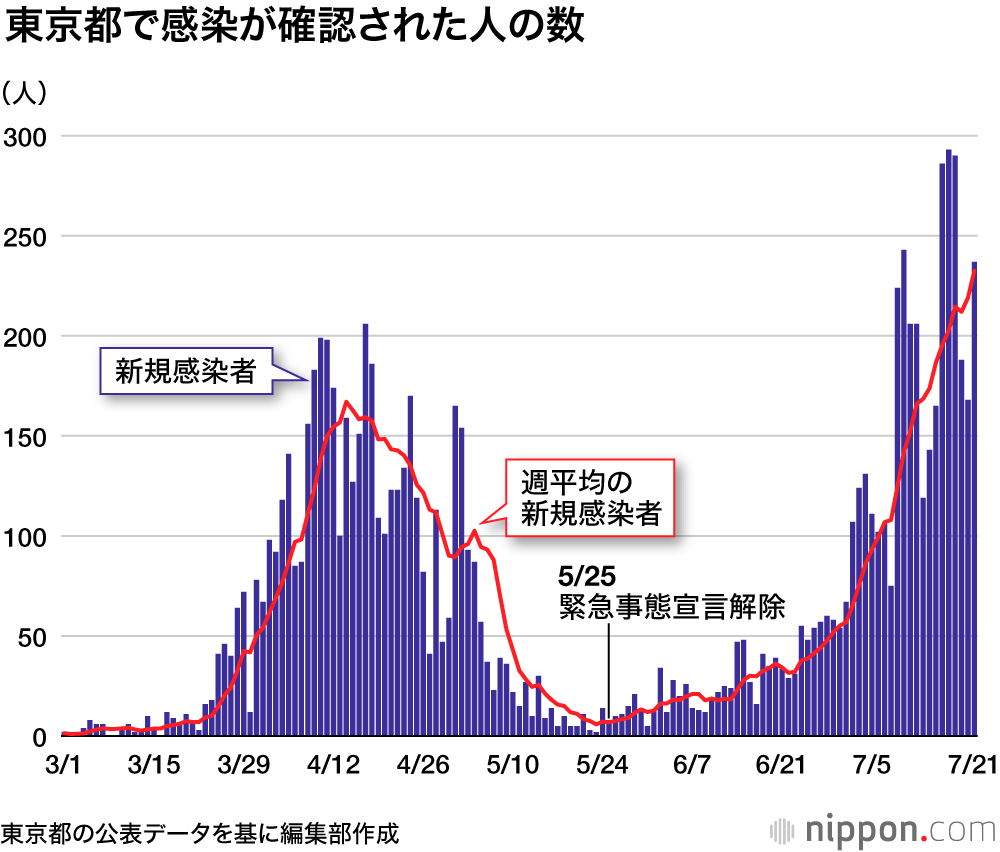 東京都で感染が確認された人の数
（人）
300
250
200
150
100
50
0
新規感染者
週平均の
新規感染者
5/25
緊急事態宣言解除
3/1 3/15 3/29 4/12 4/26 5/10 5/24 6/7 6/21 7/5 7/21
東京都の公表データを基に編集部作成
nippon.com